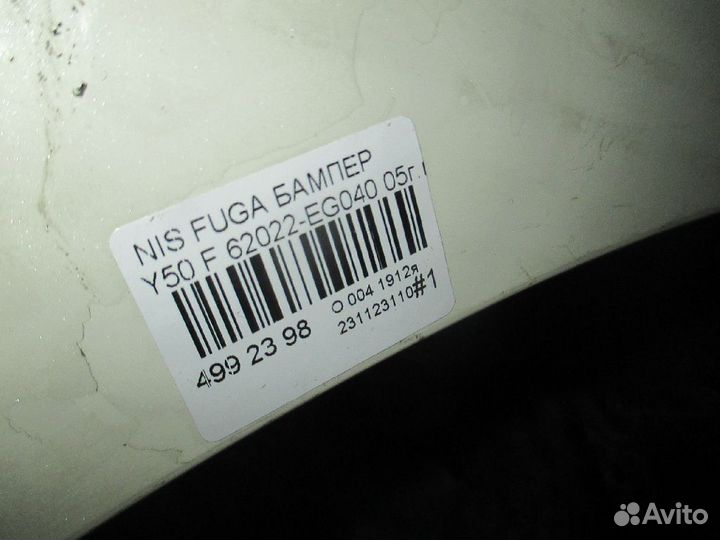 NIS FUGA БАМПЕР
Y50 F 62022-EG040 05г.
499 23 98
О 004 1912я
231123110
#1
Avito